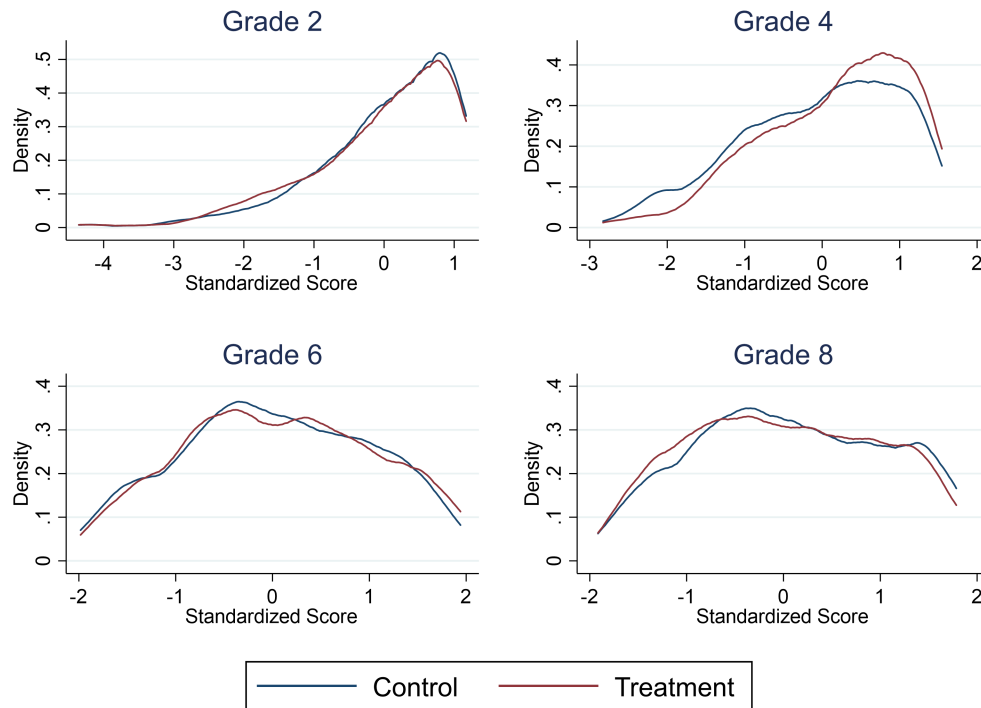 Grade 2
Density
.5
.4
.3
.2
.1
0
-4 -3 -2 -1 0 1
Standardized Score
Grade 4
Density
.4
.3
.2
.1
0
-3 -2 -1 0 1 2
Standardized Score
Grade 6
Density
.4
.3
.2
.1
0
-2 -1 0 1 2
Standardized Score
Grade 8
Density
.4
.3
.2
.1
0
-2 -1 0 1 2
Standardized Score
Control Treatment